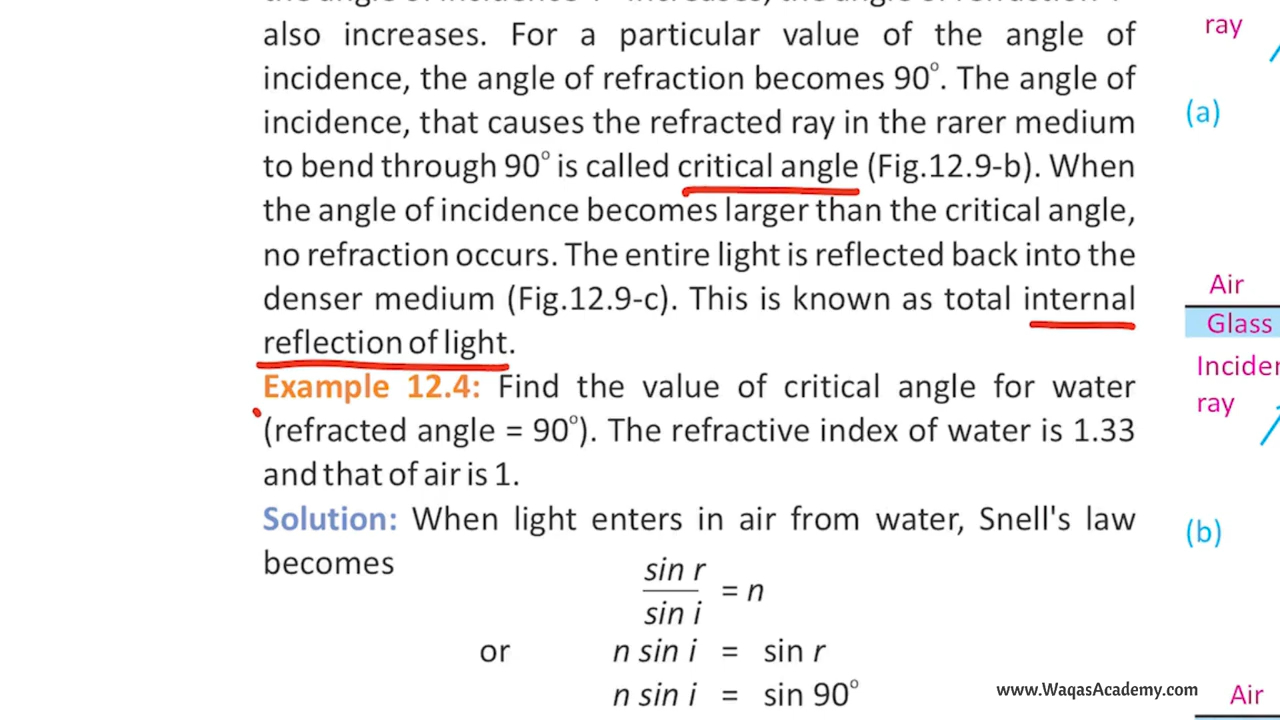 also increases. For a particular value of the angle of
incidence, the angle of refraction becomes 90°. The angle of
incidence, that causes the refracted ray in the rarer medium
to bend through 90° is called critical angle (Fig.12.9-b). When
the angle of incidence becomes larger than the critical angle,
no refraction occurs. The entire light is reflected back into the
denser medium (Fig.12.9-c). This is known as total internal
reflection of light.
Example 12.4: Find the value of critical angle for water
(refracted angle = 90°). The refractive index of water is 1.33
and that of air is 1.
Solution: When light enters in air from water, Snell's law
becomes
sin r
/ sin i = n
or n sin i = sin r
n sin i = sin 90°
ray
(a)
Air
Glass
ray
(b)
www.WaqasAcademy.com
Air